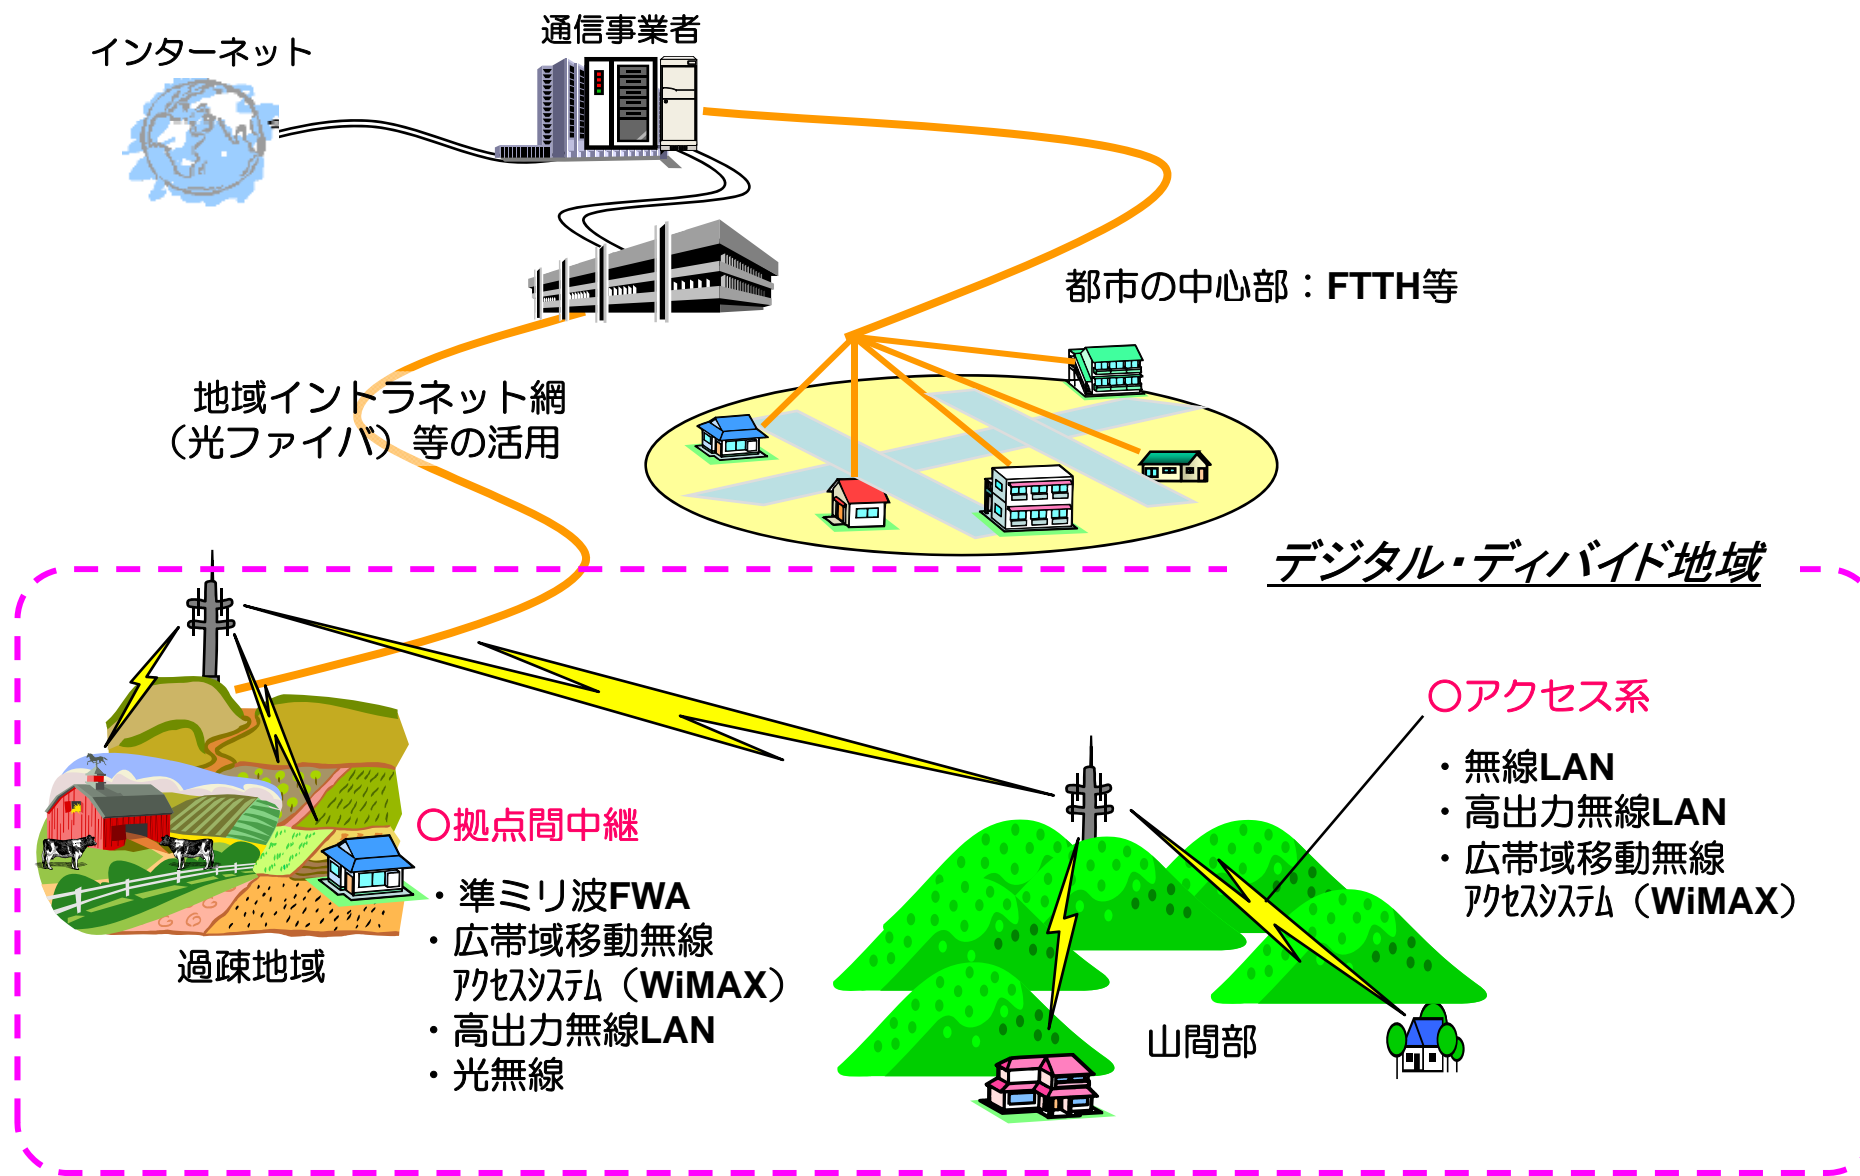 インターネット
通信事業者
都市の中心部：FTTH等
地域イントラネット網
（光ファイバ）等の活用
デジタル・ディバイド地域
○アクセス系
・無線LAN
・高出力無線LAN
・広帯域移動無線
ｱｸｾｽｼｽﾃﾑ（WiMAX）
○拠点間中継
・準ミリ波FWA
・広帯域移動無線
ｱｸｾｽｼｽﾃﾑ（WiMAX）
・高出力無線LAN
・光無線
過疎地域
山間部